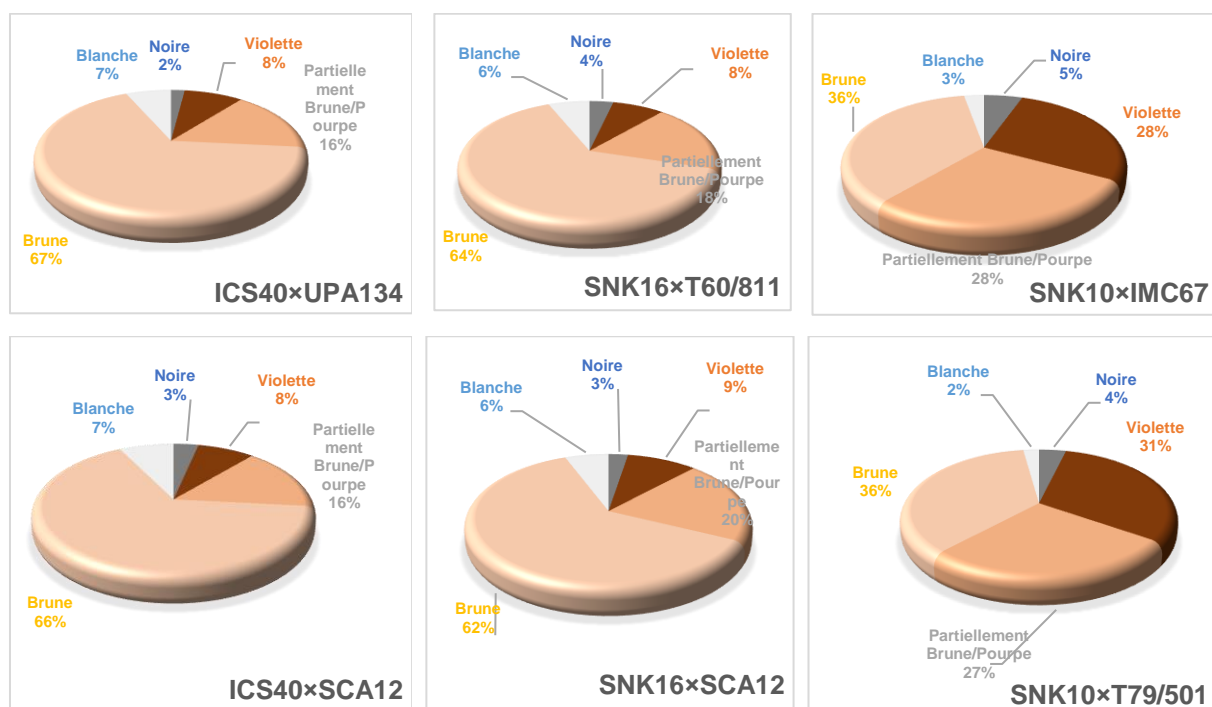 Blanche
7%
Noire
2%
Violette
8%
Partielle
ment
Brune/P
ourpe
16%
Brune
67%
ICS40×UPA134
Blanche
6%
Noire
4%
Violette
8%
Partiellement
Brune/Pourpe
18%
Brune
64%
SNK16×T60/811
Brune
36%
Blanche
3%
Noire
5%
Violette
28%
Partiellement Brune/Pourpe
28%
SNK10×IMC67
Blanche
7%
Noire
3%
Violette
8%
Partielle
ment
Brune/P
ourpe
16%
Brune
66%
ICS40×SCA12
Blanche
6%
Noire
3%
Violette
9%
Partielleme
nt
Brune/Pour
pe
20%
Brune
62%
SNK16×SCA12
Blanche
2%
Noire
4%
Violette
31%
Brune
36%
Partiellement
Brune/Pourpe
27%
SNK10×T79/501